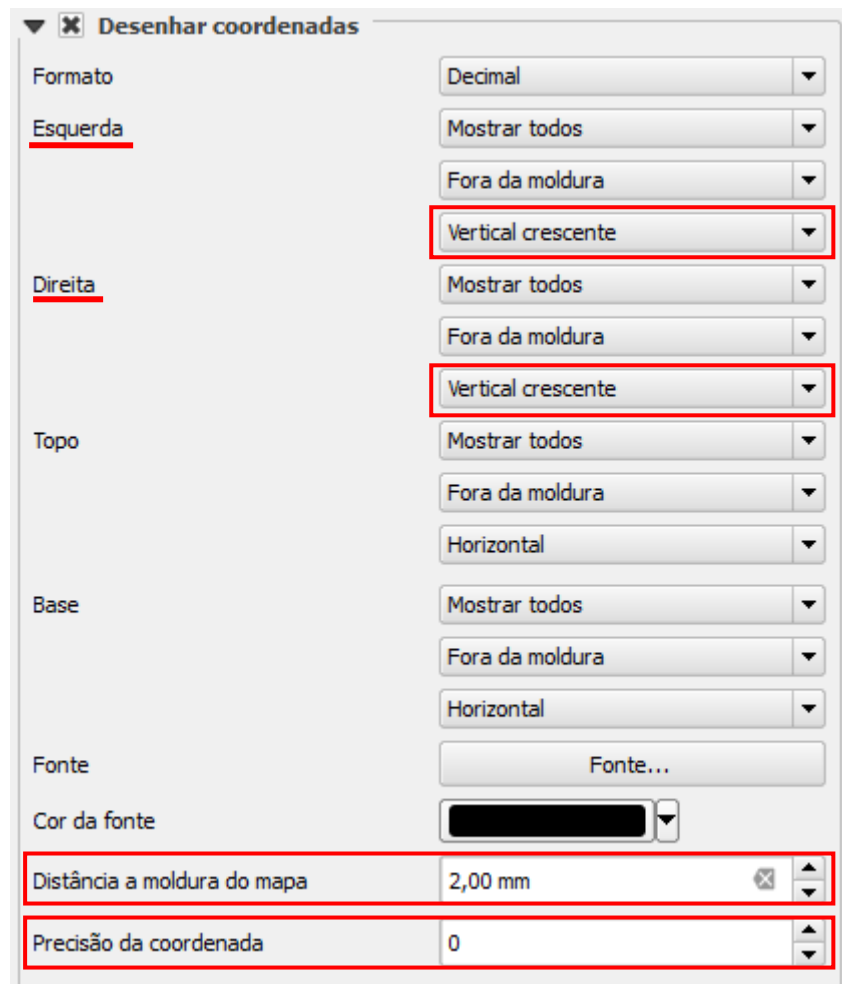 Desenhar coordenadas
Formato Decimal
Esquerda Mostrar todos
Fora da moldura
Vertical crescente
Direita Mostrar todos
Fora da moldura
Vertical crescente
Topo Mostrar todos
Fora da moldura
Horizontal
Base Mostrar todos
Fora da moldura
Horizontal
Fonte Fonte...
Cor da fonte
Distância a moldura do mapa 2,00 mm
Precisão da coordenada 0